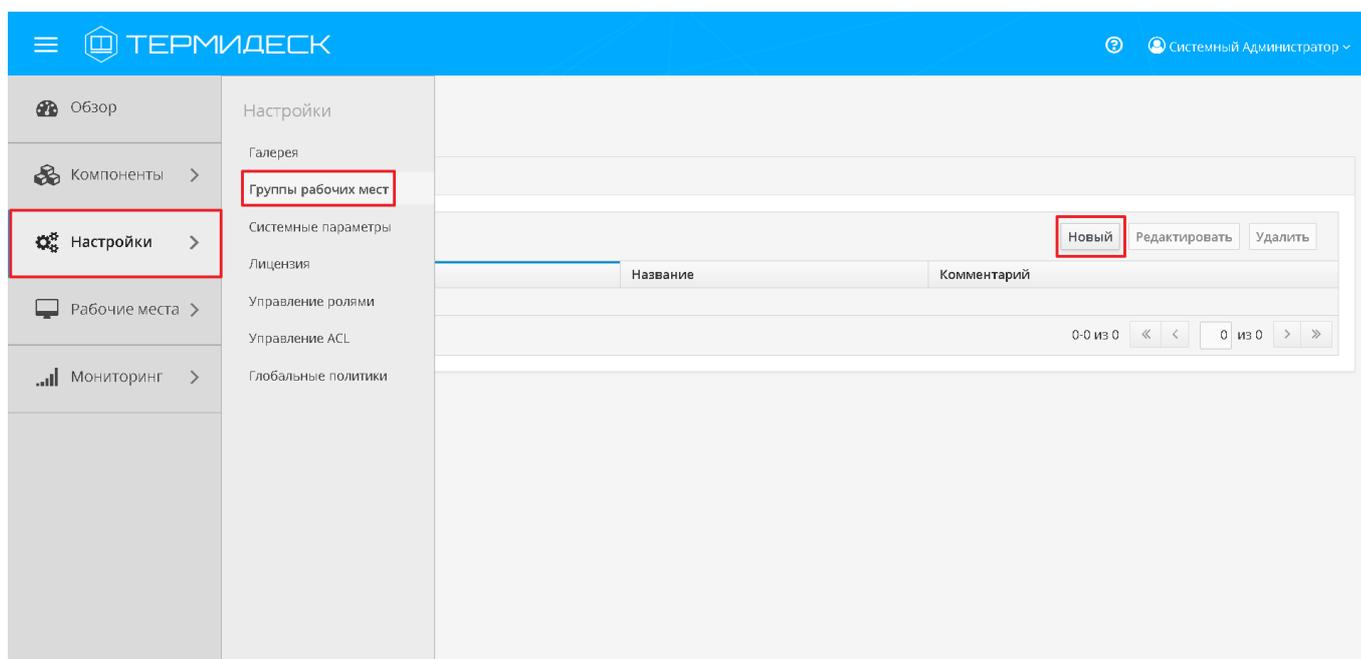 ТЕРМИДЕСК
Системный Администратор
Обзор
Компоненты
Настройки
Рабочие места
Мониторинг
Настройки
Галерея
Группы рабочих мест
Системные параметры
Лицензия
Управление ролями
Управление ACL
Глобальные политики
Новый Редактировать Удалить
Название Комментарий
0-0 из 0 « < 0 из 0 > »